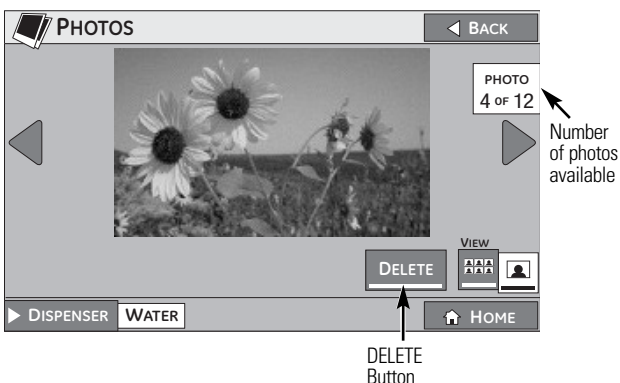 PHOTOS
BACK
PHOTO
4 OF 12
Number
of photos
available
VIEW
DELETE
DISPENSER WATER
HOME
DELETE
Button